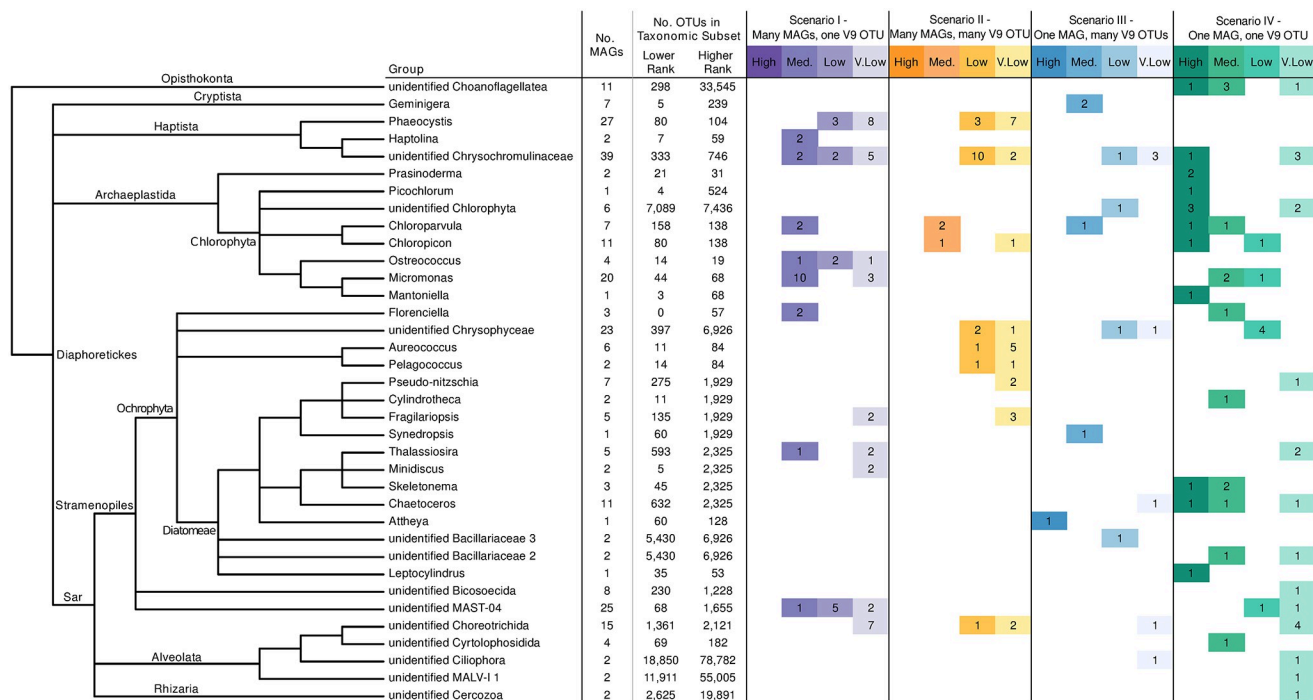 No. MAGs
No. OTUs in Taxonomic Subset
Scenario I - Many MAGs, one V9 OTU
Scenario II - Many MAGs, many V9 OTU
Scenario III - One MAG, many V9 OTUs
Scenario IV - One MAG, one V9 OTU
Group Lower Rank Higher Rank High Med. Low V.Low High Med. Low V.Low High Med. Low V.Low High Med. Low V.Low
Opisthokonta
unidentified Choanoflagellatea 11 298 33,545 1 3 1
Cryptista
Geminigera 7 5 239 2
Phaeocystis 27 80 104 3 8 3 7
Haptista
Haptolina 2 7 59 2
unidentified Chrysochromulinaceae 39 333 746 2 2 5 10 2 1 3 1 3
Prasinoderma 2 21 31 2
Archaeplastida
Picochlorum 1 4 524 1
unidentified Chlorophyta 6 7,089 7,436 1 3 2
Chloroparvula 7 158 138 2 2 1 1 1
Chlorophyta
Chloropicon 11 80 138 1 1 1 1
Ostreococcus 4 14 19 1 2 1
Micromonas 20 44 68 10 3 2 1
Mantoniella 1 3 68 1
Florenciella 3 0 57 2 1
unidentified Chrysophyceae 23 397 6,926 2 1 1 1 4
Diaphoretickes
Aureococcus 6 11 84 1 5
Pelagococcus 2 14 84 1 1
Pseudo-nitzschia 7 275 1,929 2 1
Ochrophyta
Cylindrotheca 2 11 1,929 1
Fragilariopsis 5 135 1,929 2 3
Synedropsis 1 60 1,929 1
Thalassiosira 5 593 2,325 1 2 2
Minidiscus 2 5 2,325 2
Skeletonema 3 45 2,325 1 2
Stramenopiles
Chaetoceros 11 632 2,325 1 1 1 1
Diatomeae
Attheya 1 60 128 1
unidentified Bacillariaceae 3 2 5,430 6,926 1
unidentified Bacillariaceae 2 2 5,430 6,926 1 1
Leptocylindrus 1 35 53 1
Sar
unidentified Bicosoecida 8 230 1,228 1
unidentified MAST-04 25 68 1,655 1 5 2 1 1
unidentified Choreotrichida 15 1,361 2,121 7 1 2 1 4
unidentified Cyrtolophosidida 4 69 182 1
Alveolata
unidentified Ciliophora 2 18,850 78,782 1 1
unidentified MALV-I 1 2 11,911 55,005 1
Rhizaria
unidentified Cercozoa 2 2,625 19,891 1